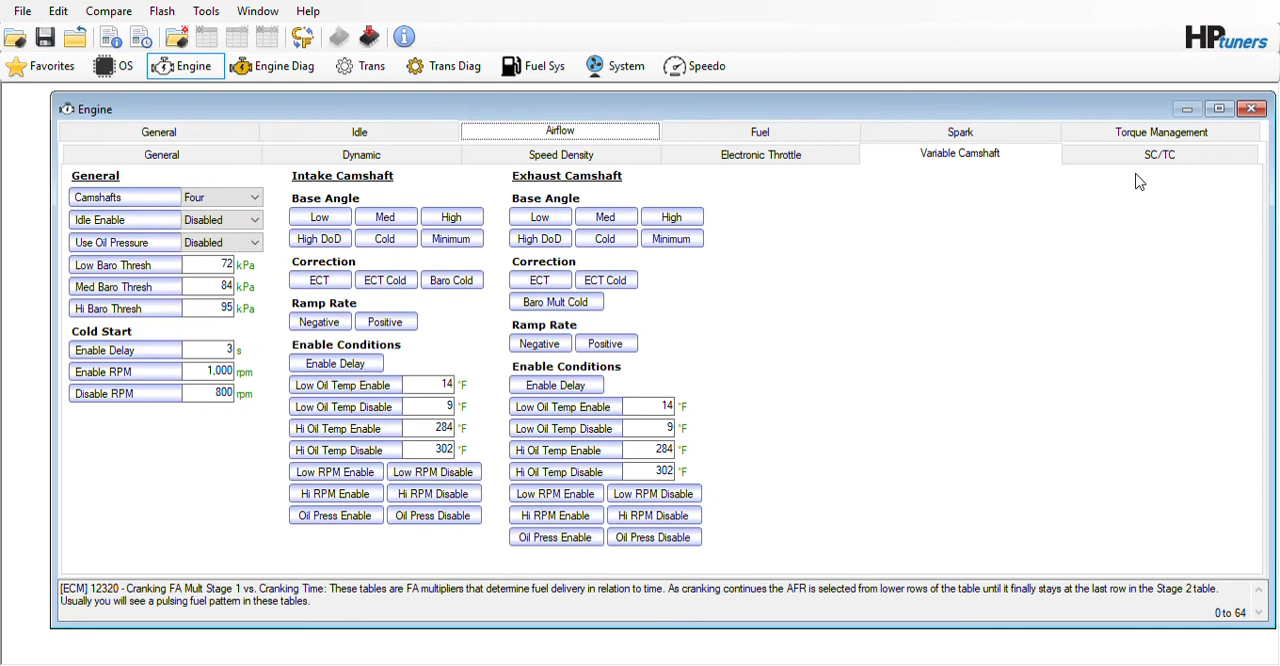 File Edit Compare Flash Tools Window Help
HPtuners
Favorites OS Engine Engine Diag Trans Trans Diag Fuel Sys System Speedo
Engine
General Idle Airflow Fuel Spark Torque Management
General Dynamic Speed Density Electronic Throttle Variable Camshaft SC/TC
General
Camshafts Four
Idle Enable Disabled
Use Oil Pressure Disabled
Low Baro Thresh 72 kPa
Med Baro Thresh 84 kPa
Hi Baro Thresh 95 kPa
Cold Start
Enable Delay 3 s
Enable RPM 1,000 rpm
Disable RPM 800 rpm
Intake Camshaft
Base Angle
Low Med High
High DoD Cold Minimum
Correction
ECT ECT Cold Baro Cold
Ramp Rate
Negative Positive
Enable Conditions
Enable Delay
Low Oil Temp Enable 14 °F
Low Oil Temp Disable 9 °F
Hi Oil Temp Enable 284 °F
Hi Oil Temp Disable 302 °F
Low RPM Enable Low RPM Disable
Hi RPM Enable Hi RPM Disable
Oil Press Enable Oil Press Disable
Exhaust Camshaft
Base Angle
Low Med High
High DoD Cold Minimum
Correction
ECT ECT Cold
Baro Mult Cold
Ramp Rate
Negative Positive
Enable Conditions
Enable Delay
Low Oil Temp Enable 14 °F
Low Oil Temp Disable 9 °F
Hi Oil Temp Enable 284 °F
Hi Oil Temp Disable 302 °F
Low RPM Enable Low RPM Disable
Hi RPM Enable Hi RPM Disable
Oil Press Enable Oil Press Disable
[ECM] 12320 - Cranking FA Mult Stage 1 vs. Cranking Time: These tables are FA multipliers that determine fuel delivery in relation to time. As cranking continues the AFR is selected from lower rows of the table until it finally stays at the last row in the Stage 2 table.
Usually you will see a pulsing fuel pattern in these tables.
0 to 64